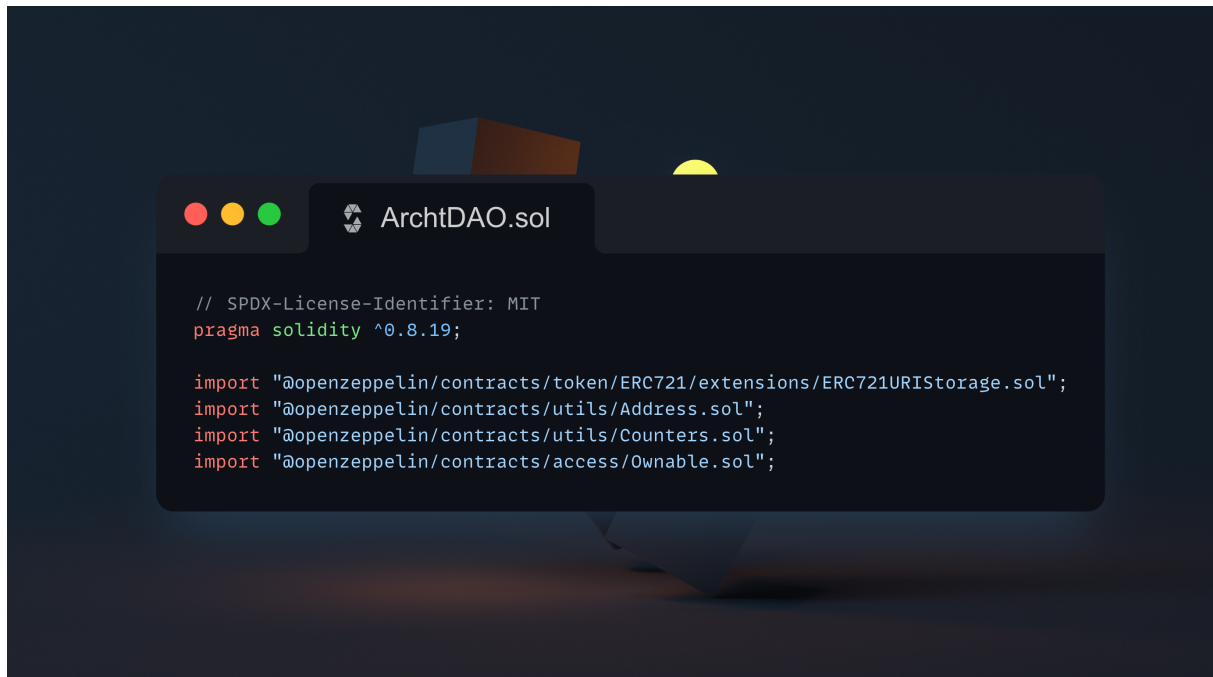 ArchtDAO.sol
// SPDX-License-Identifier: MIT
pragma solidity ^0.8.19;
import "@openzeppelin/contracts/token/ERC721/extensions/ERC721URIStorage.sol";
import "@openzeppelin/contracts/utils/Address.sol";
import "@openzeppelin/contracts/utils/Counters.sol";
import "@openzeppelin/contracts/access/Ownable.sol";